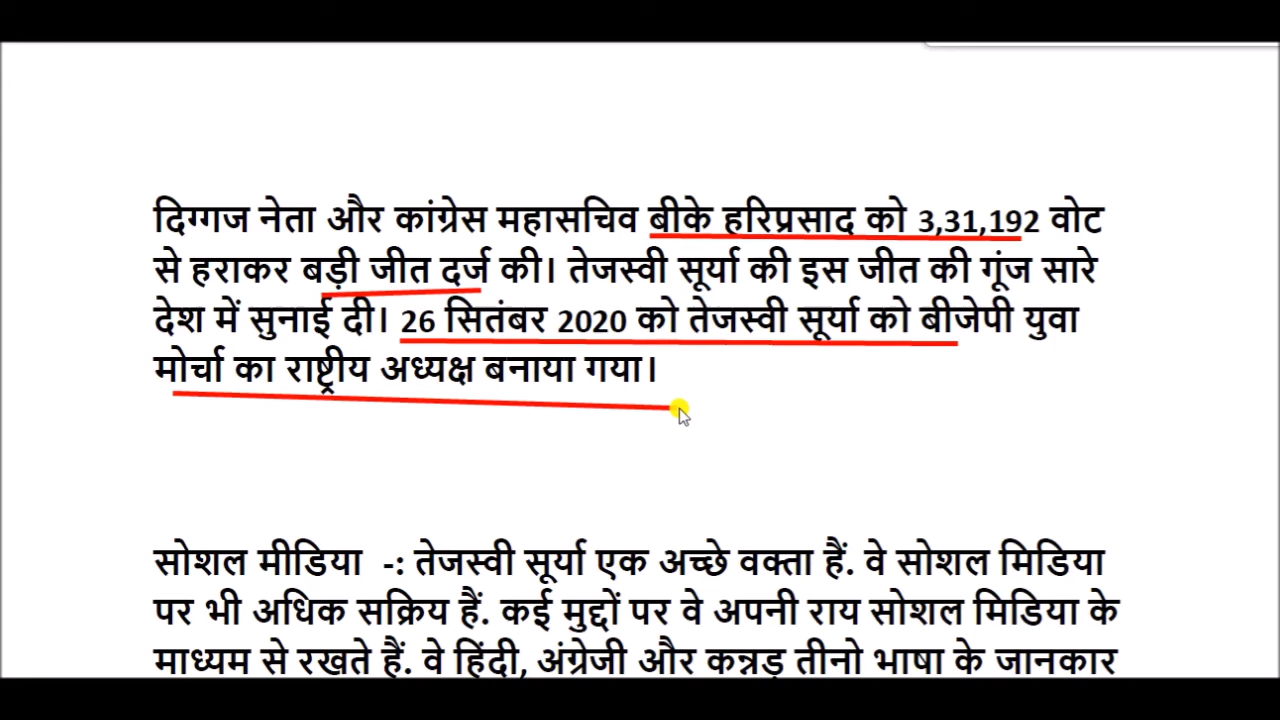 दिग्गज नेता और कांग्रेस महासचिव बीके हरिप्रसाद को 3,31,192 वोट
से हराकर बड़ी जीत दर्ज की। तेजस्वी सूर्या की इस जीत की गूंज सारे
देश में सुनाई दी। 26 सितंबर 2020 को तेजस्वी सूर्या को बीजेपी युवा
मोर्चा का राष्ट्रीय अध्यक्ष बनाया गया।
सोशल मीडिया -: तेजस्वी सूर्या एक अच्छे वक्ता हैं. वे सोशल मिडिया
पर भी अधिक सक्रिय हैं. कई मुद्दों पर वे अपनी राय सोशल मिडिया के
माध्यम से रखते हैं. वे हिंदी, अंग्रेजी और कन्नड़ तीनो भाषा के जानकार